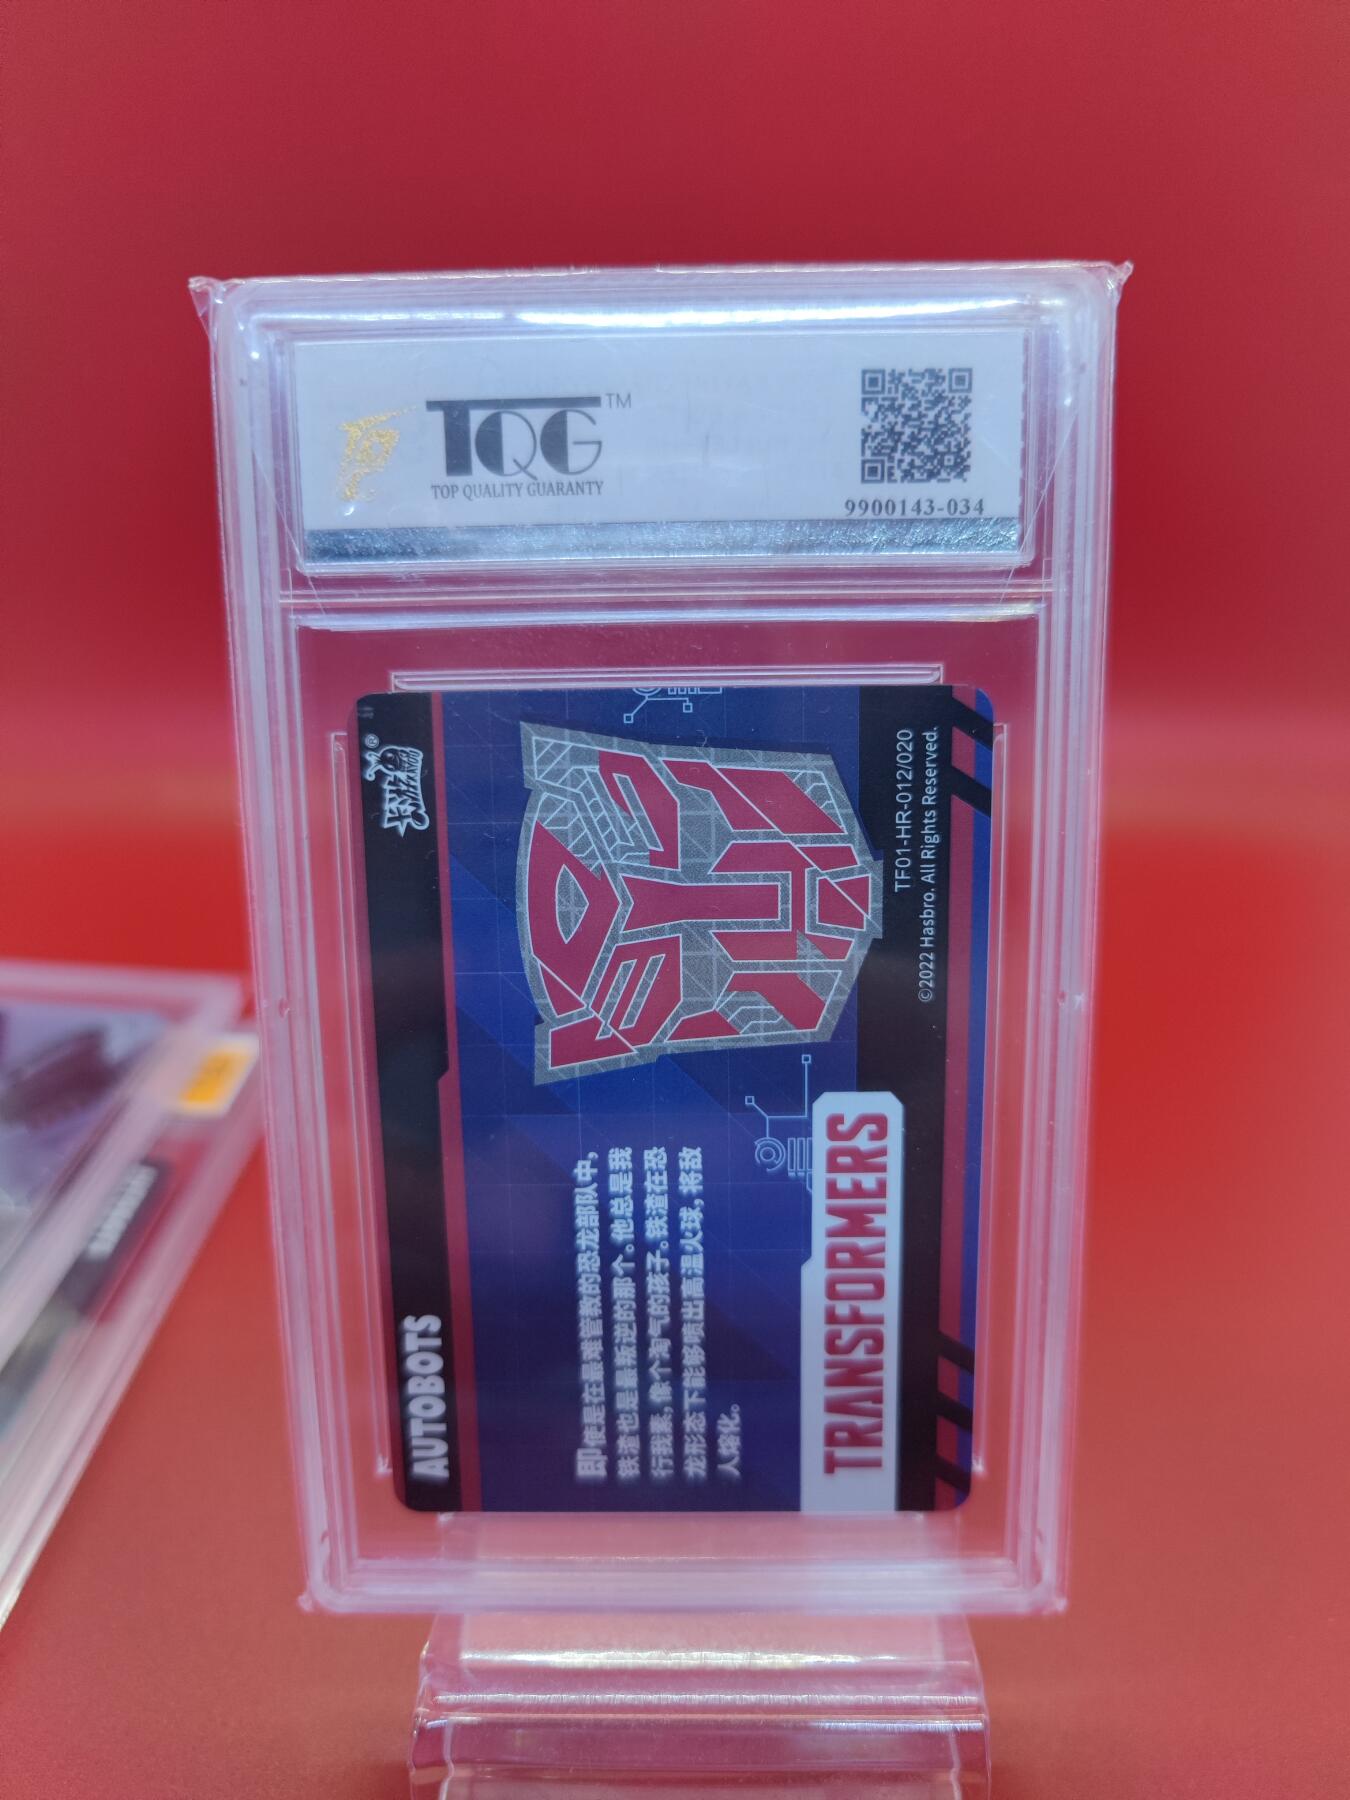 TQG™
TOP QUALITY GUARANTY
9900143-034
AUTOBOTS
即使是在最难管教的恐龙部队中,
铁渣也是最叛逆的那个。他总是我
行我素,像个淘气的孩子。铁渣在恐
龙形态下能够喷出高温火球,将敌
人熔化。
TRANSFORMERS
TF01-HR-012/020
©2022 Hasbro. All Rights Reserved.